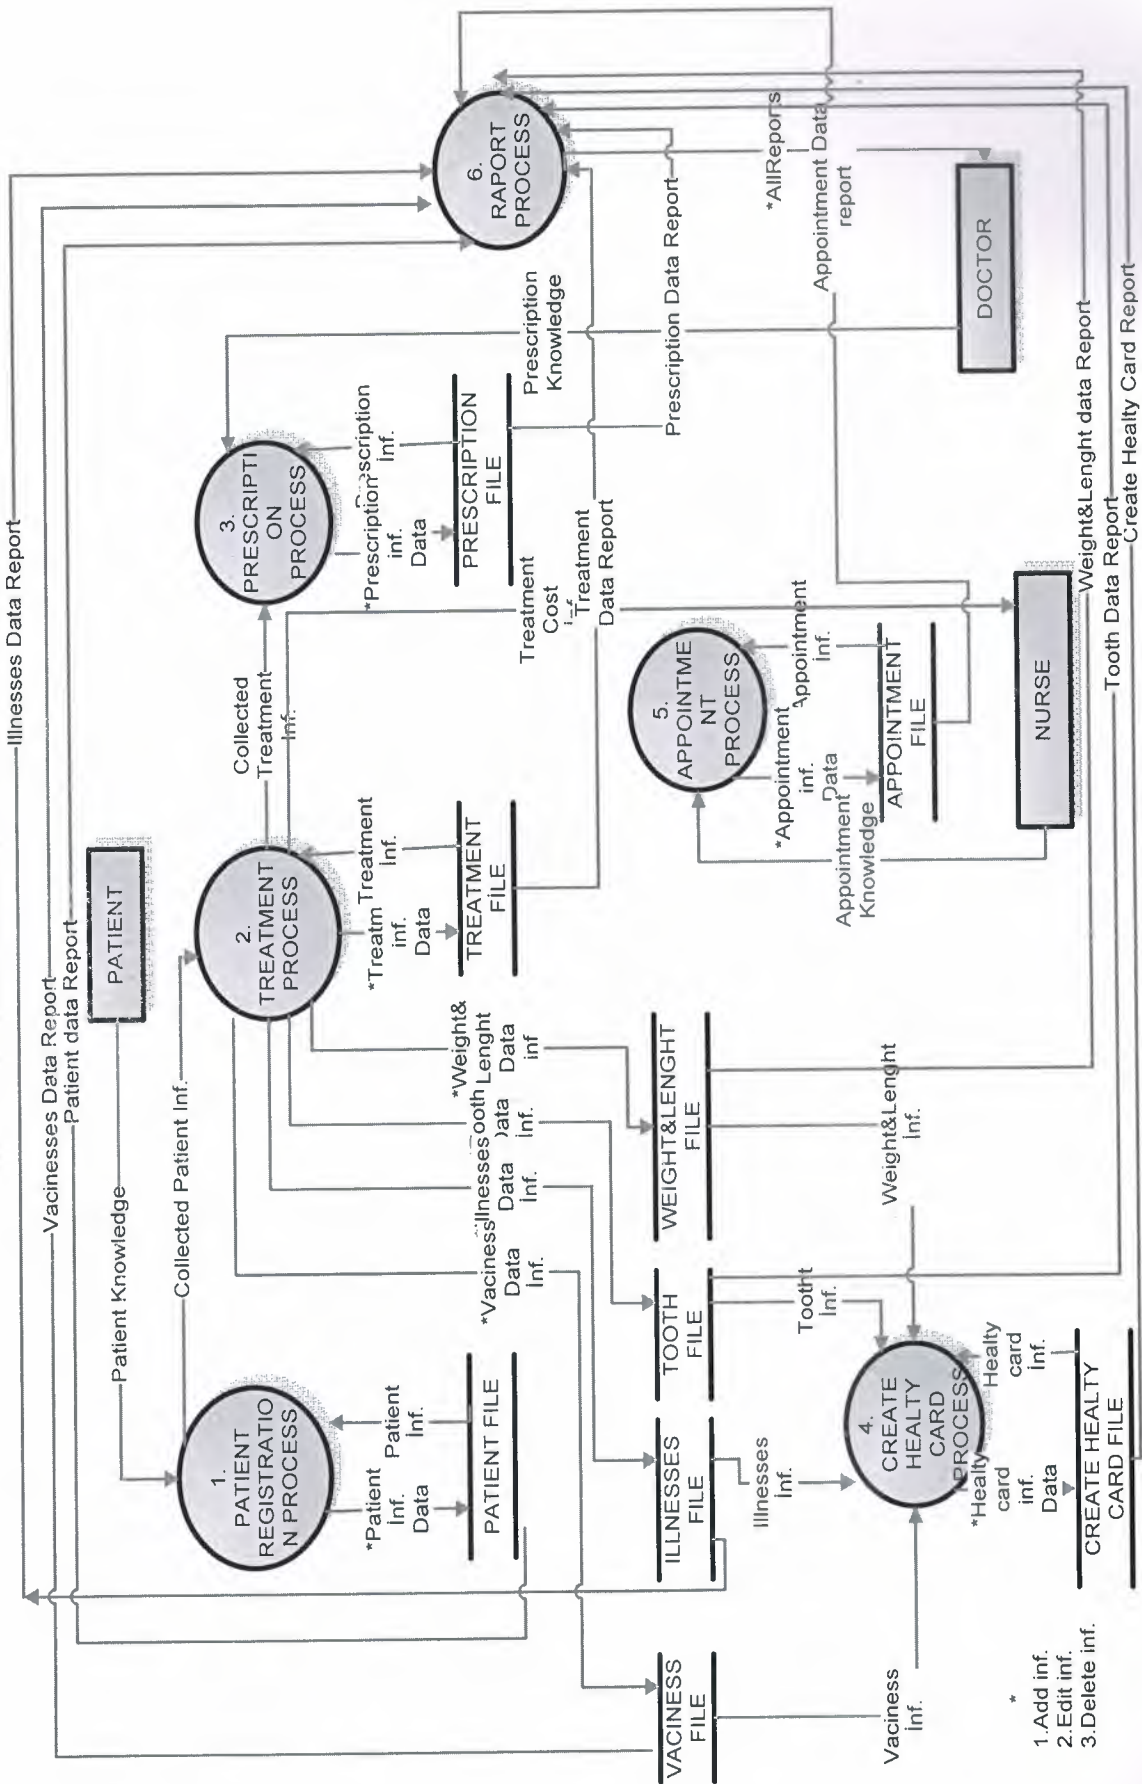 Illnesses Data Report
Vacinesses Data Report
Patient data Report
PATIENT
Patient Knowledge
Collected Patient Inf.
1.
PATIENT
REGISTRATIO
N PROCESS
*Patient
Inf.
Data
Patient
Inf.
PATIENT FILE
2.
TREATMENT
PROCESS
*Treatm
inf.
Data
Treatment
Inf.
TREATMENT
FILE
Collected
Treatment
Inf.
3.
PRESCRIPTI
ON
PROCESS
*Prescription
inf.
Data
Inf.
PRESCRIPTION
FILE
Prescription
Knowledge
6.
RAPORT
PROCESS
*Vaciness
Data
Inf.
Illnesses
Data
Inf.
Data
Inf.
*Weight&
Lenght
Data
inf
Treatment
Cost
Treatment
Data Report
Prescription Data Report
*AllReports
Appointment Data
report
VACINESS
FILE
ILLNESSES
FILE
TOOTH
FILE
WEIGHT&LENGHT
FILE
5.
APPOINTME
NT
PROCESS
*Appointment
inf.
Data
Appointment
Inf.
APPOINTMENT
FILE
Appointment
Knowledge
Vaciness
Inf.
Illnesses
Inf.
Tootht
Inf.
Weight&Lenght
Inf.
4.
CREATE
HEALTY
CARD
PROCESS
*Healty
card
inf.
Data
Healty
card
Inf.
CREATE HEALTY
CARD FILE
NURSE
DOCTOR
Weight&Lenght data Report
Tooth Data Report
Create Healty Card Report
*
1.Add inf.
2.Edit inf.
3.Delete inf.